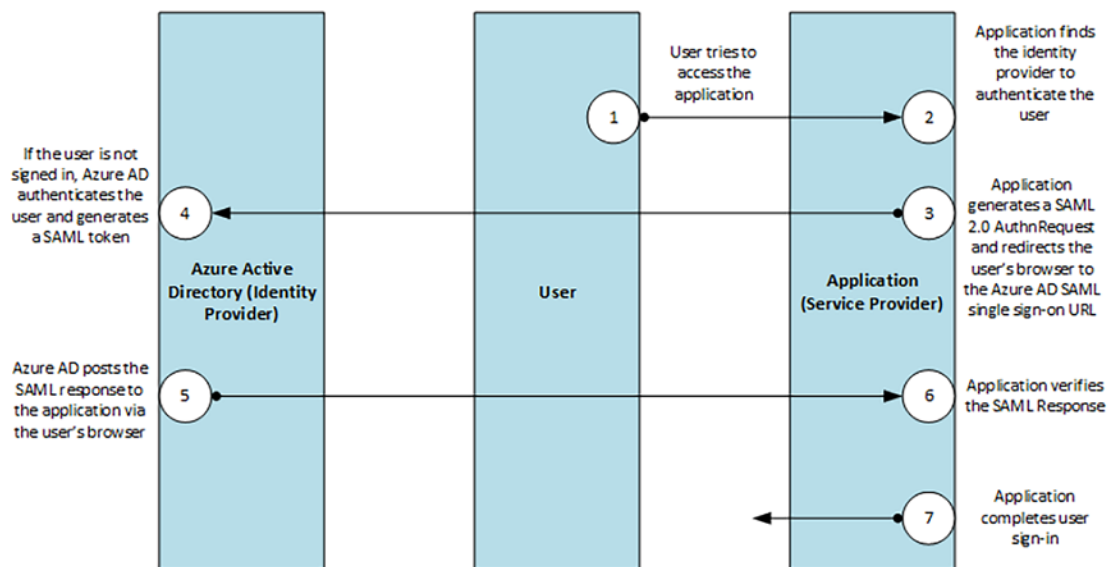 User tries to
access the
application
1
Application finds
the identity
provider to
authenticate the
user
2
If the user is not
signed in, Azure AD
authenticates the
user and generates
a SAML token
4
3
Application
generates a SAML
2.0 AuthnRequest
and redirects the
user's browser to
the Azure AD SAML
single sign-on URL
Azure Active
Directory (Identity
Provider)
User
Application
(Service Provider)
Azure AD posts the
SAML response to
the application via
the user's browser
5
6
Application verifies
the SAML Response
7
Application
completes user
sign-in